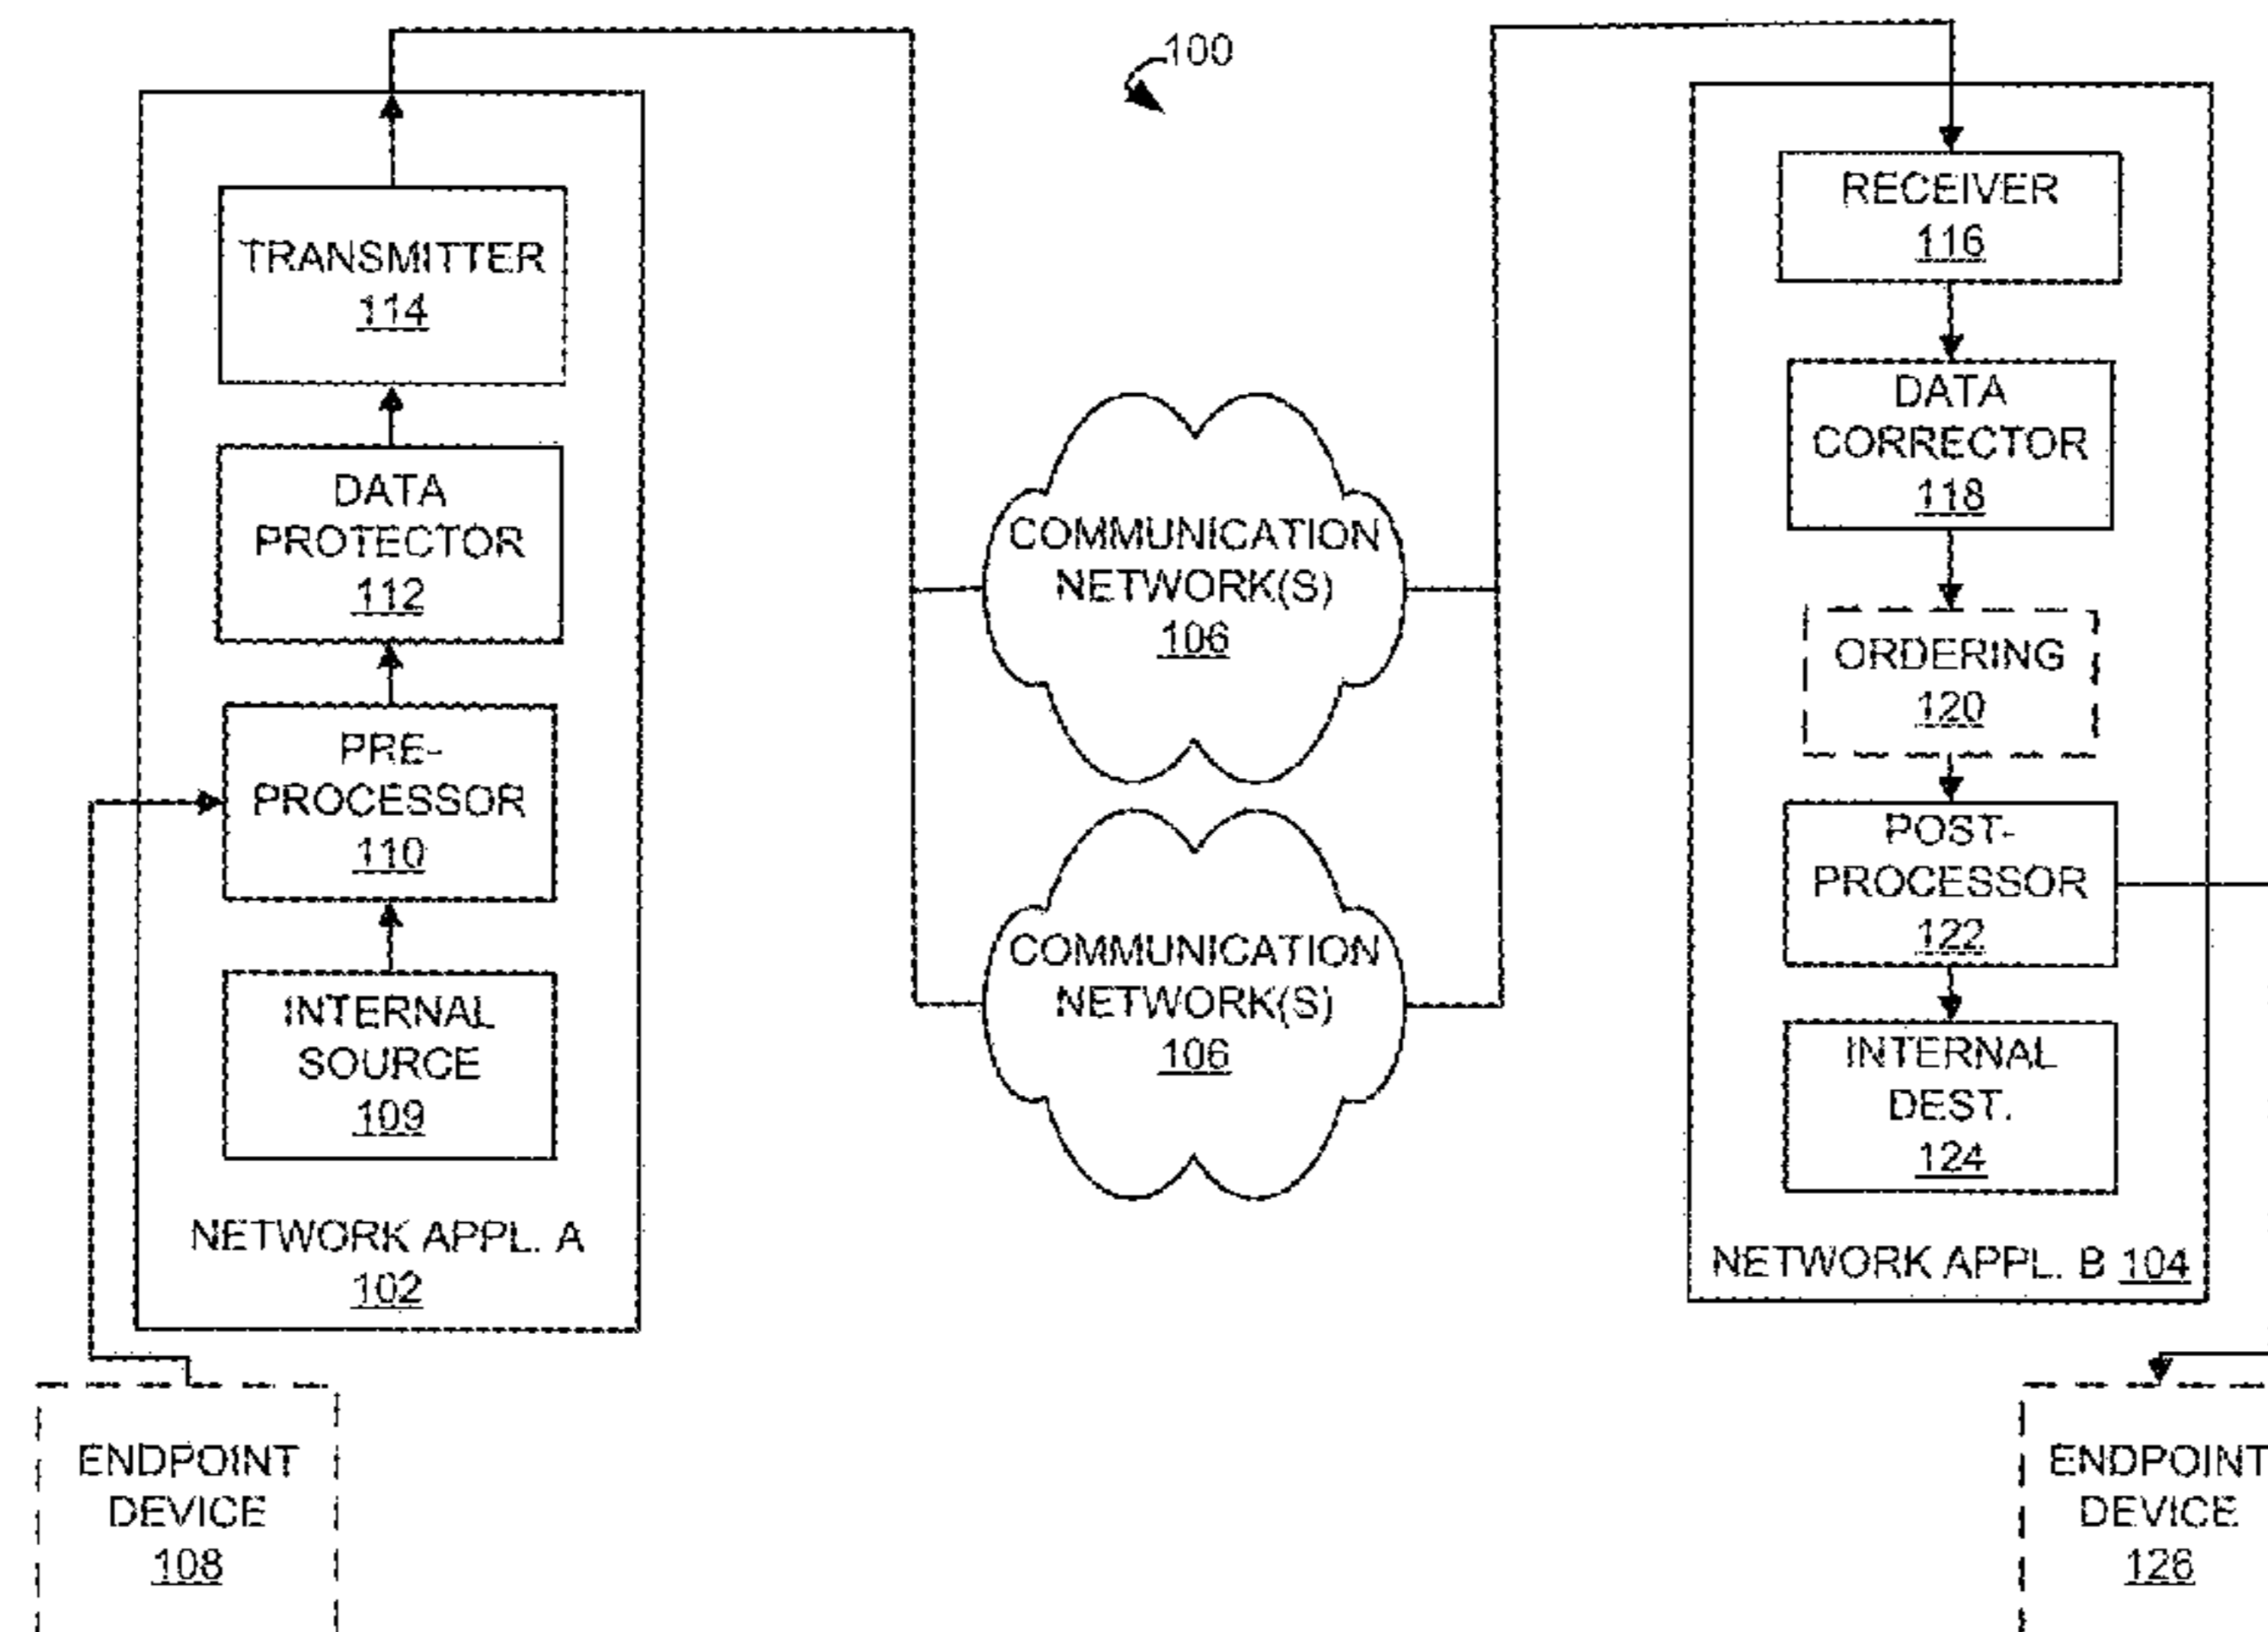 100
TRANSMITTER
114
DATA
PROTECTOR
112
PRE-
PROCESSOR
110
INTERNAL
SOURCE
109
NETWORK APPL. A
102
ENDPOINT
DEVICE
108
COMMUNICATION
NETWORK(S)
106
COMMUNICATION
NETWORK(S)
106
RECEIVER
116
DATA
CORRECTOR
118
ORDERING
120
POST-
PROCESSOR
122
INTERNAL
DEST.
124
NETWORK APPL. B 104
ENDPOINT
DEVICE
126